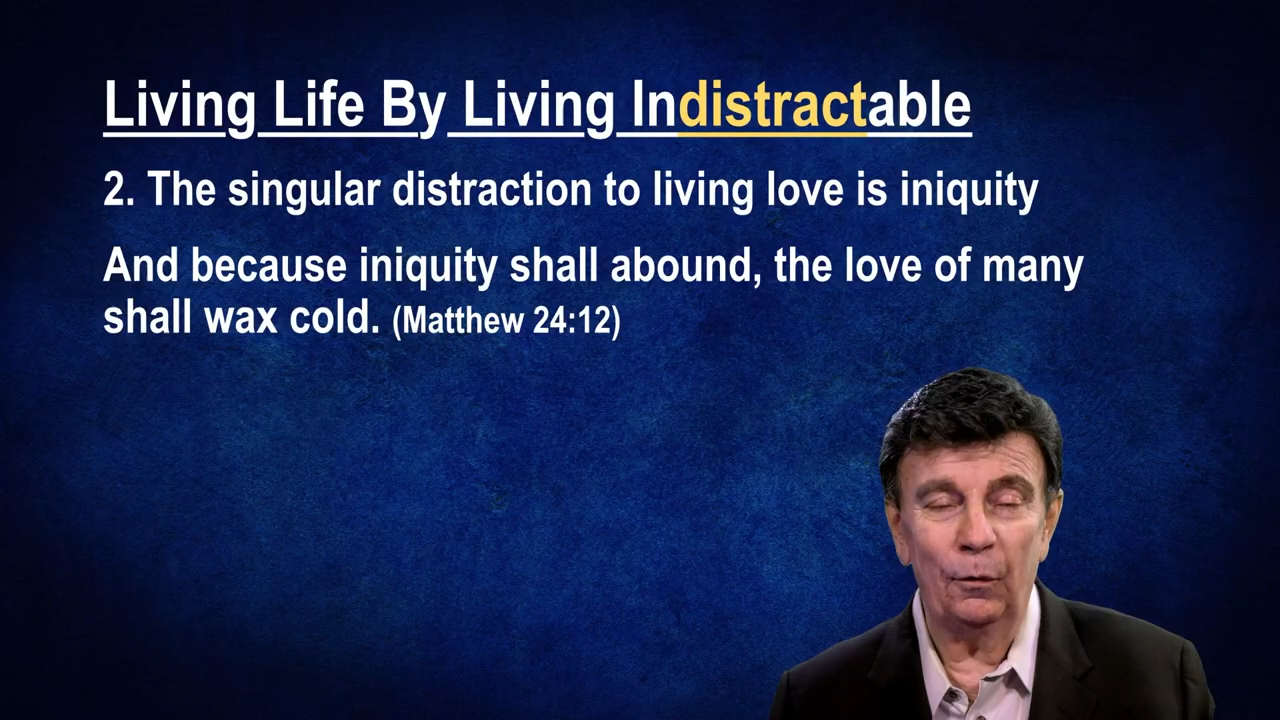 Living Life By Living Indistractable
2. The singular distraction to living love is iniquity
And because iniquity shall abound, the love of many
shall wax cold. (Matthew 24:12)